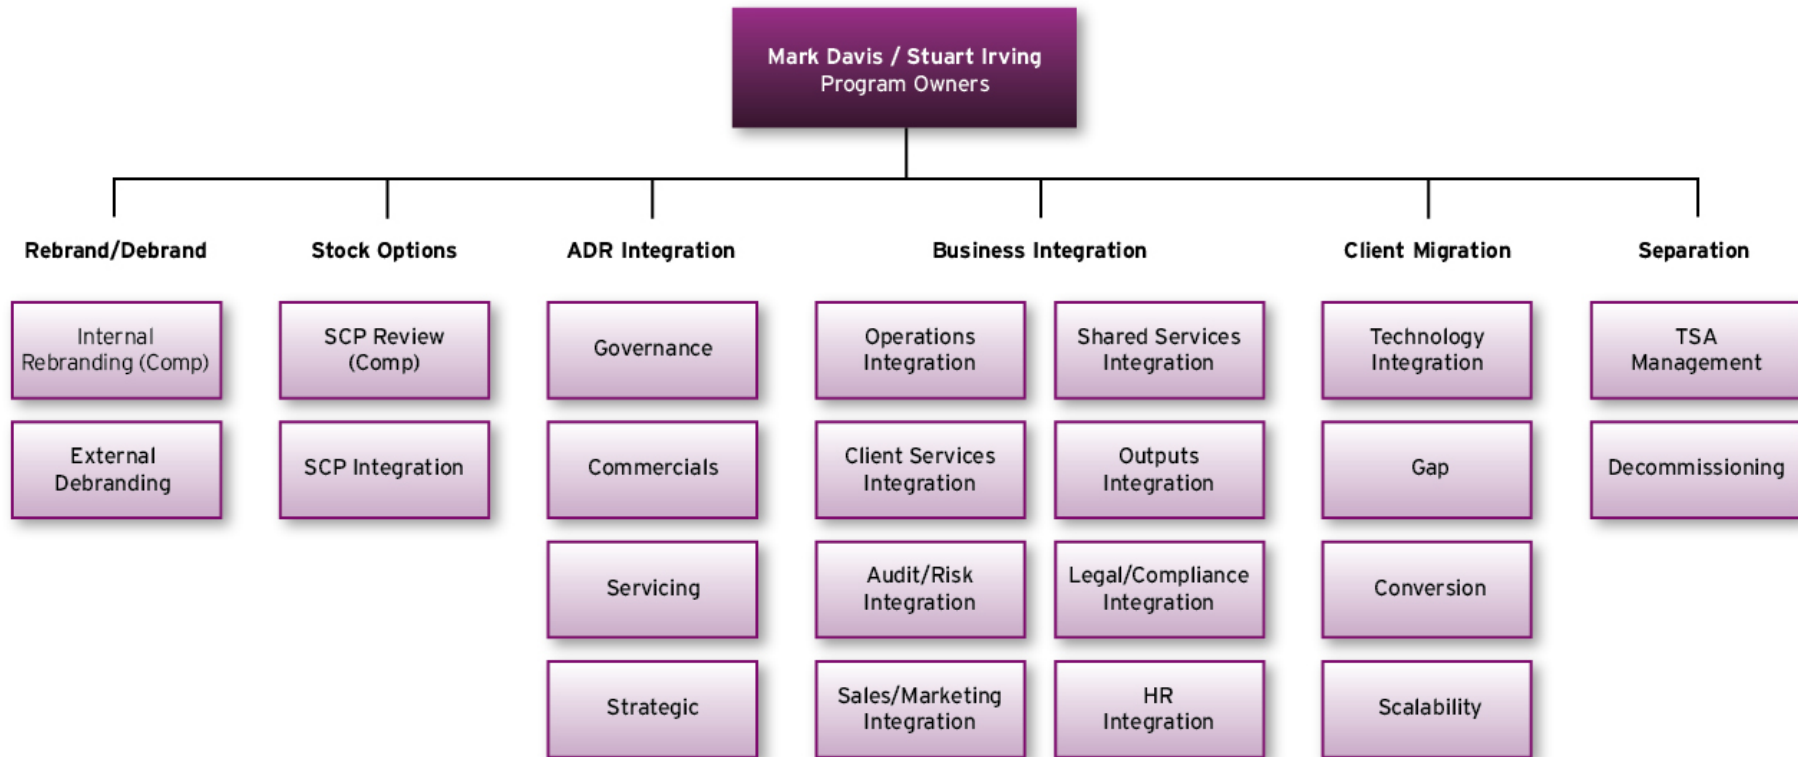 Mark Davis / Stuart Irving
Program Owners
Rebrand/Debrand
Internal
Rebranding (Comp)
External
Debranding
Stock Options
SCP Review
(Comp)
SCP Integration
ADR Integration
Governance
Commercials
Servicing
Strategic
Business Integration
Operations
Integration
Shared Services
Integration
Client Services
Integration
Outputs
Integration
Audit/Risk
Integration
Legal/Compliance
Integration
Sales/Marketing
Integration
HR
Integration
Client Migration
Technology
Integration
Gap
Conversion
Scalability
Separation
TSA
Management
Decommissioning